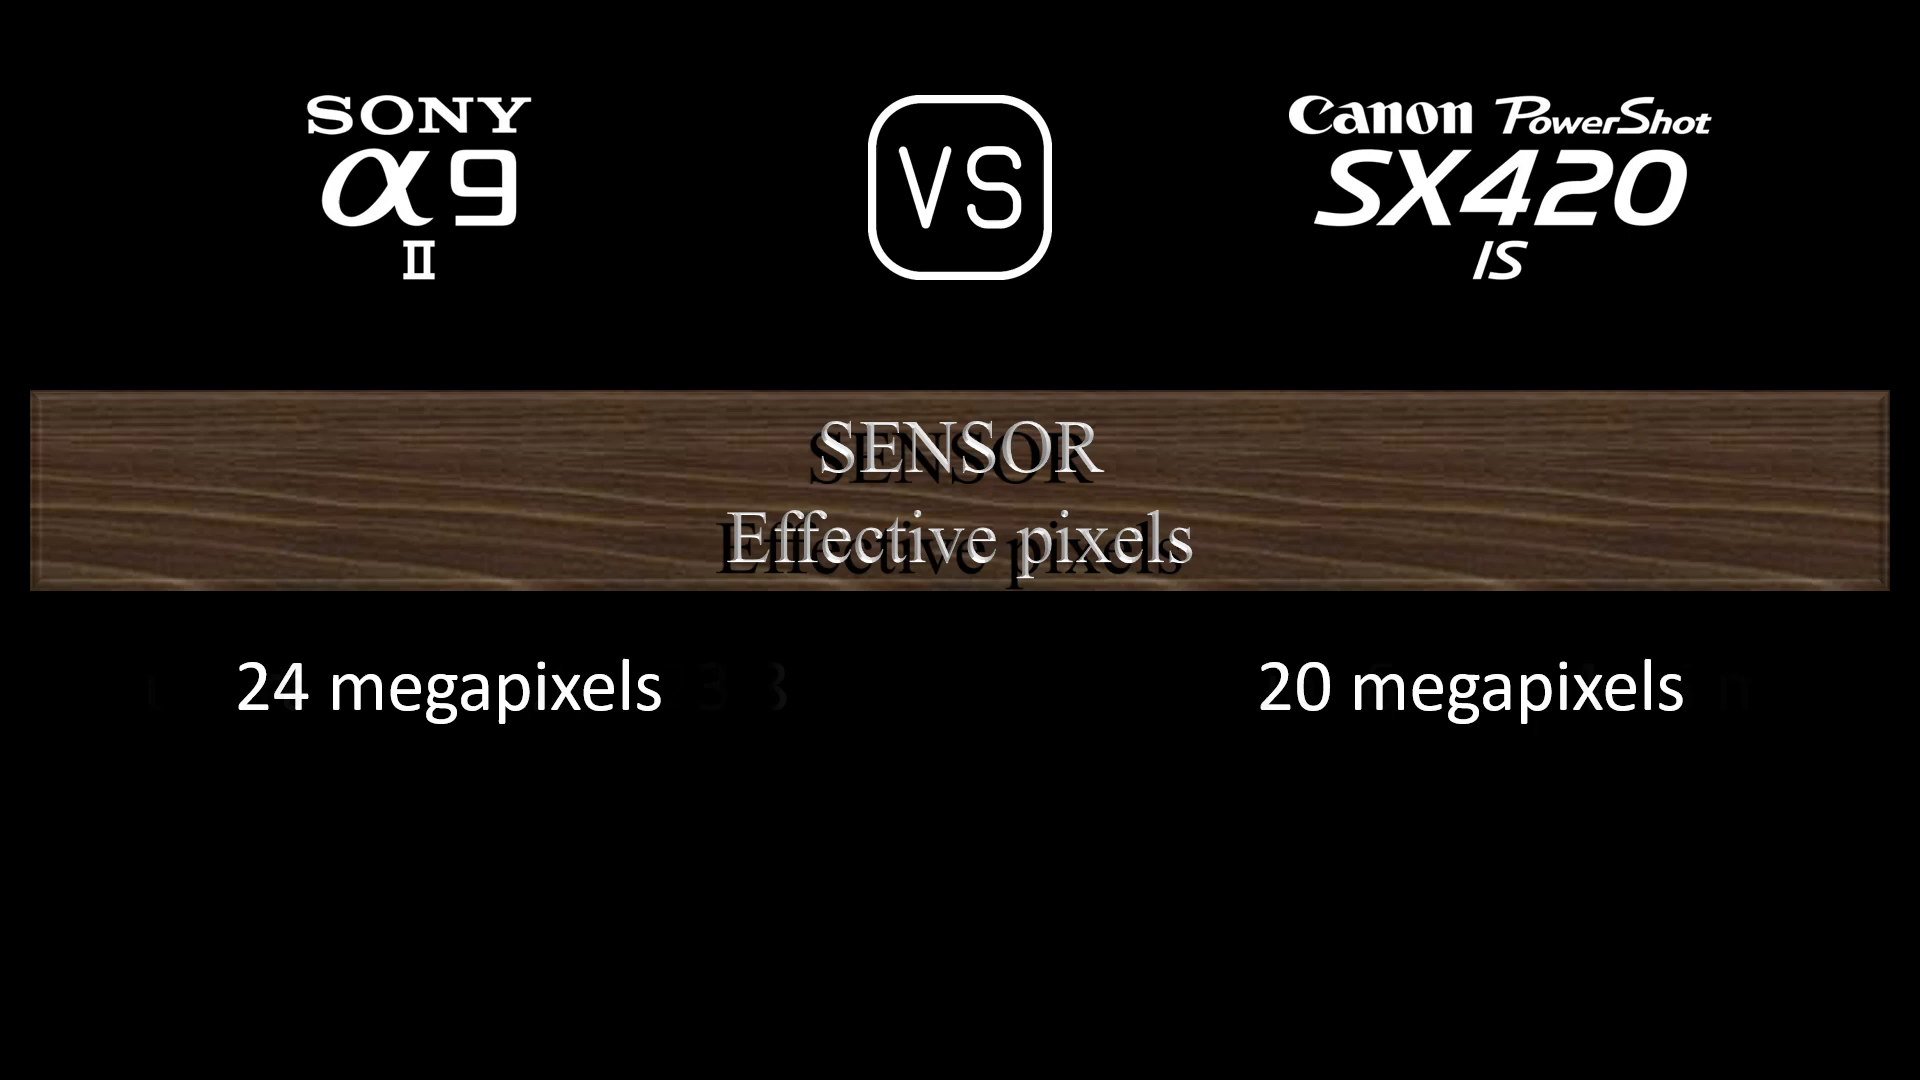 SONY
α9
II
VS
Canon PowerShot
SX420
IS
SENSOR
Effective pixels
24 megapixels
20 megapixels